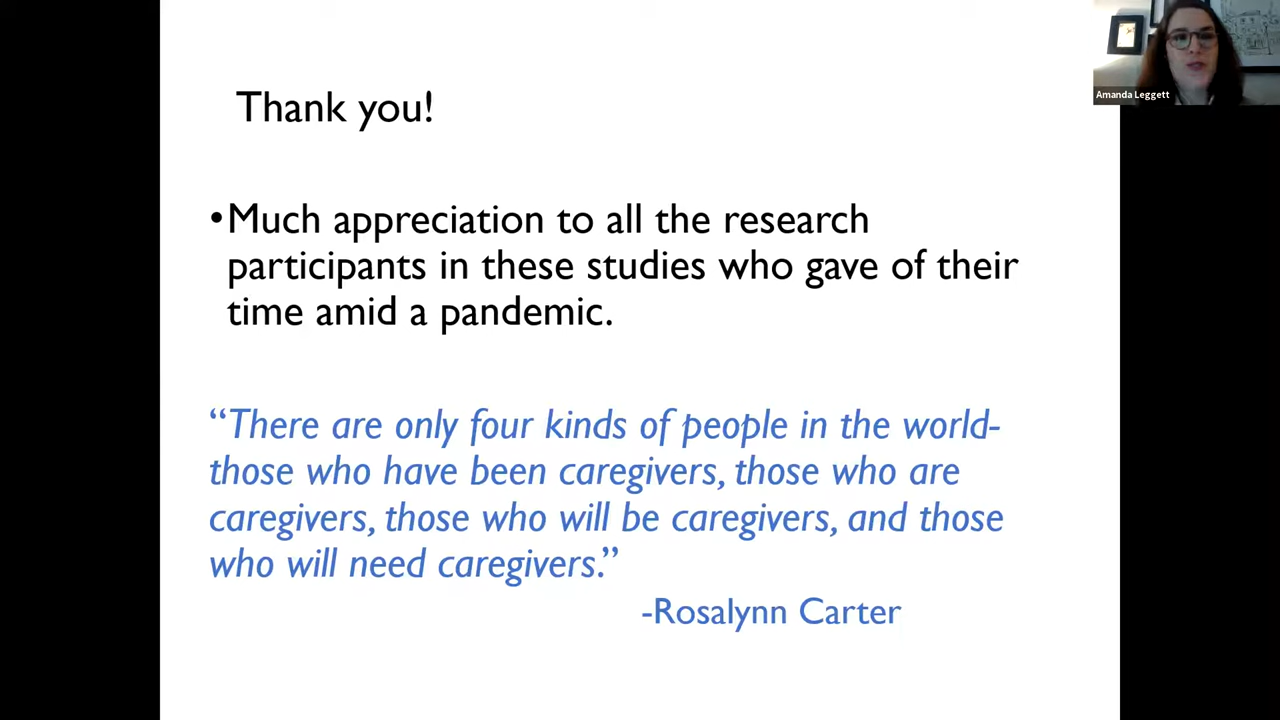 Amanda Leggett
Thank you!
•Much appreciation to all the research
participants in these studies who gave of their
time amid a pandemic.
“There are only four kinds of people in the world-
those who have been caregivers, those who are
caregivers, those who will be caregivers, and those
who will need caregivers.”
-Rosalynn Carter